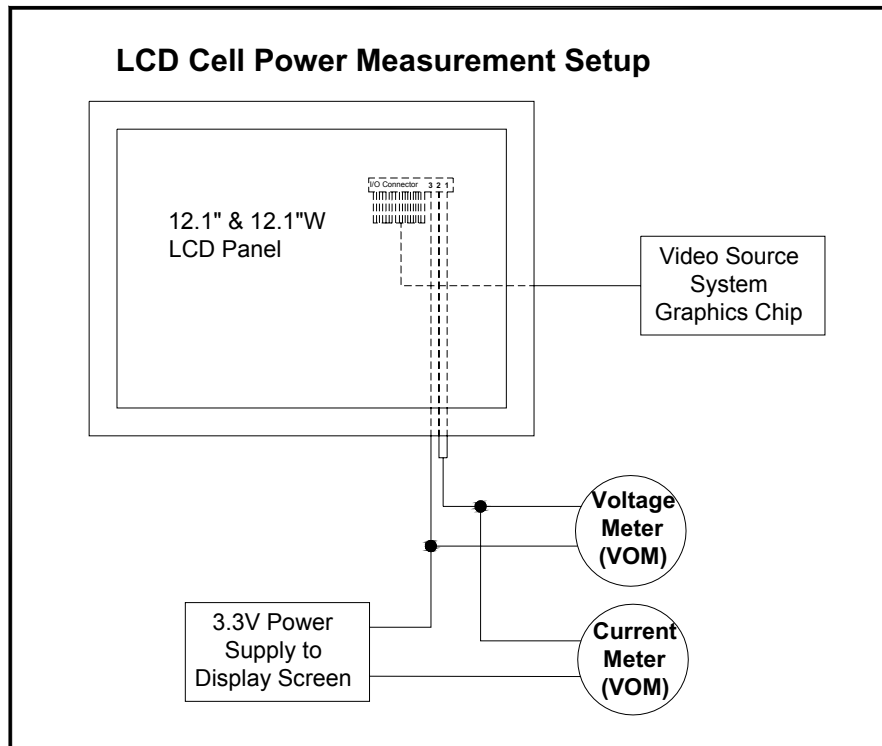 LCD Cell Power Measurement Setup
I/O Connector 3 2 1
12.1" & 12.1"W
LCD Panel
Video Source
System
Graphics Chip
Voltage
Meter
(VOM)
3.3V Power
Supply to
Display Screen
Current
Meter
(VOM)